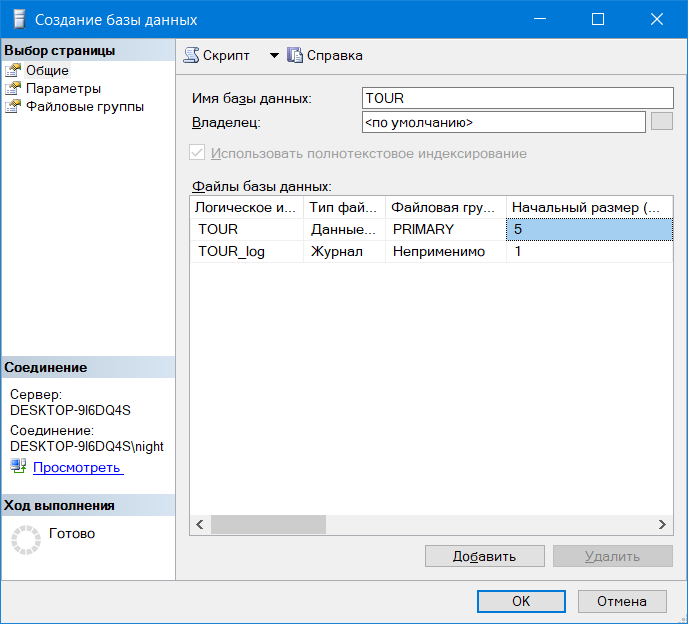 Создание базы данных
Выбор страницы
Общие
Параметры
Файловые группы
Скрипт
Справка
Имя базы данных:
TOUR
Владелец:
<по умолчанию>
Использовать полнотекстовое индексирование
Файлы базы данных:
Логическое и... Тип фай... Файловая гру... Начальный размер (...
TOUR Данные... PRIMARY 5
TOUR_log Журнал Неприменимо 1
Соединение
Сервер:
DESKTOP-9I6DQ4S
Соединение:
DESKTOP-9I6DQ4S\night
Просмотреть
Ход выполнения
Готово
Добавить
Удалить
OK
Отмена